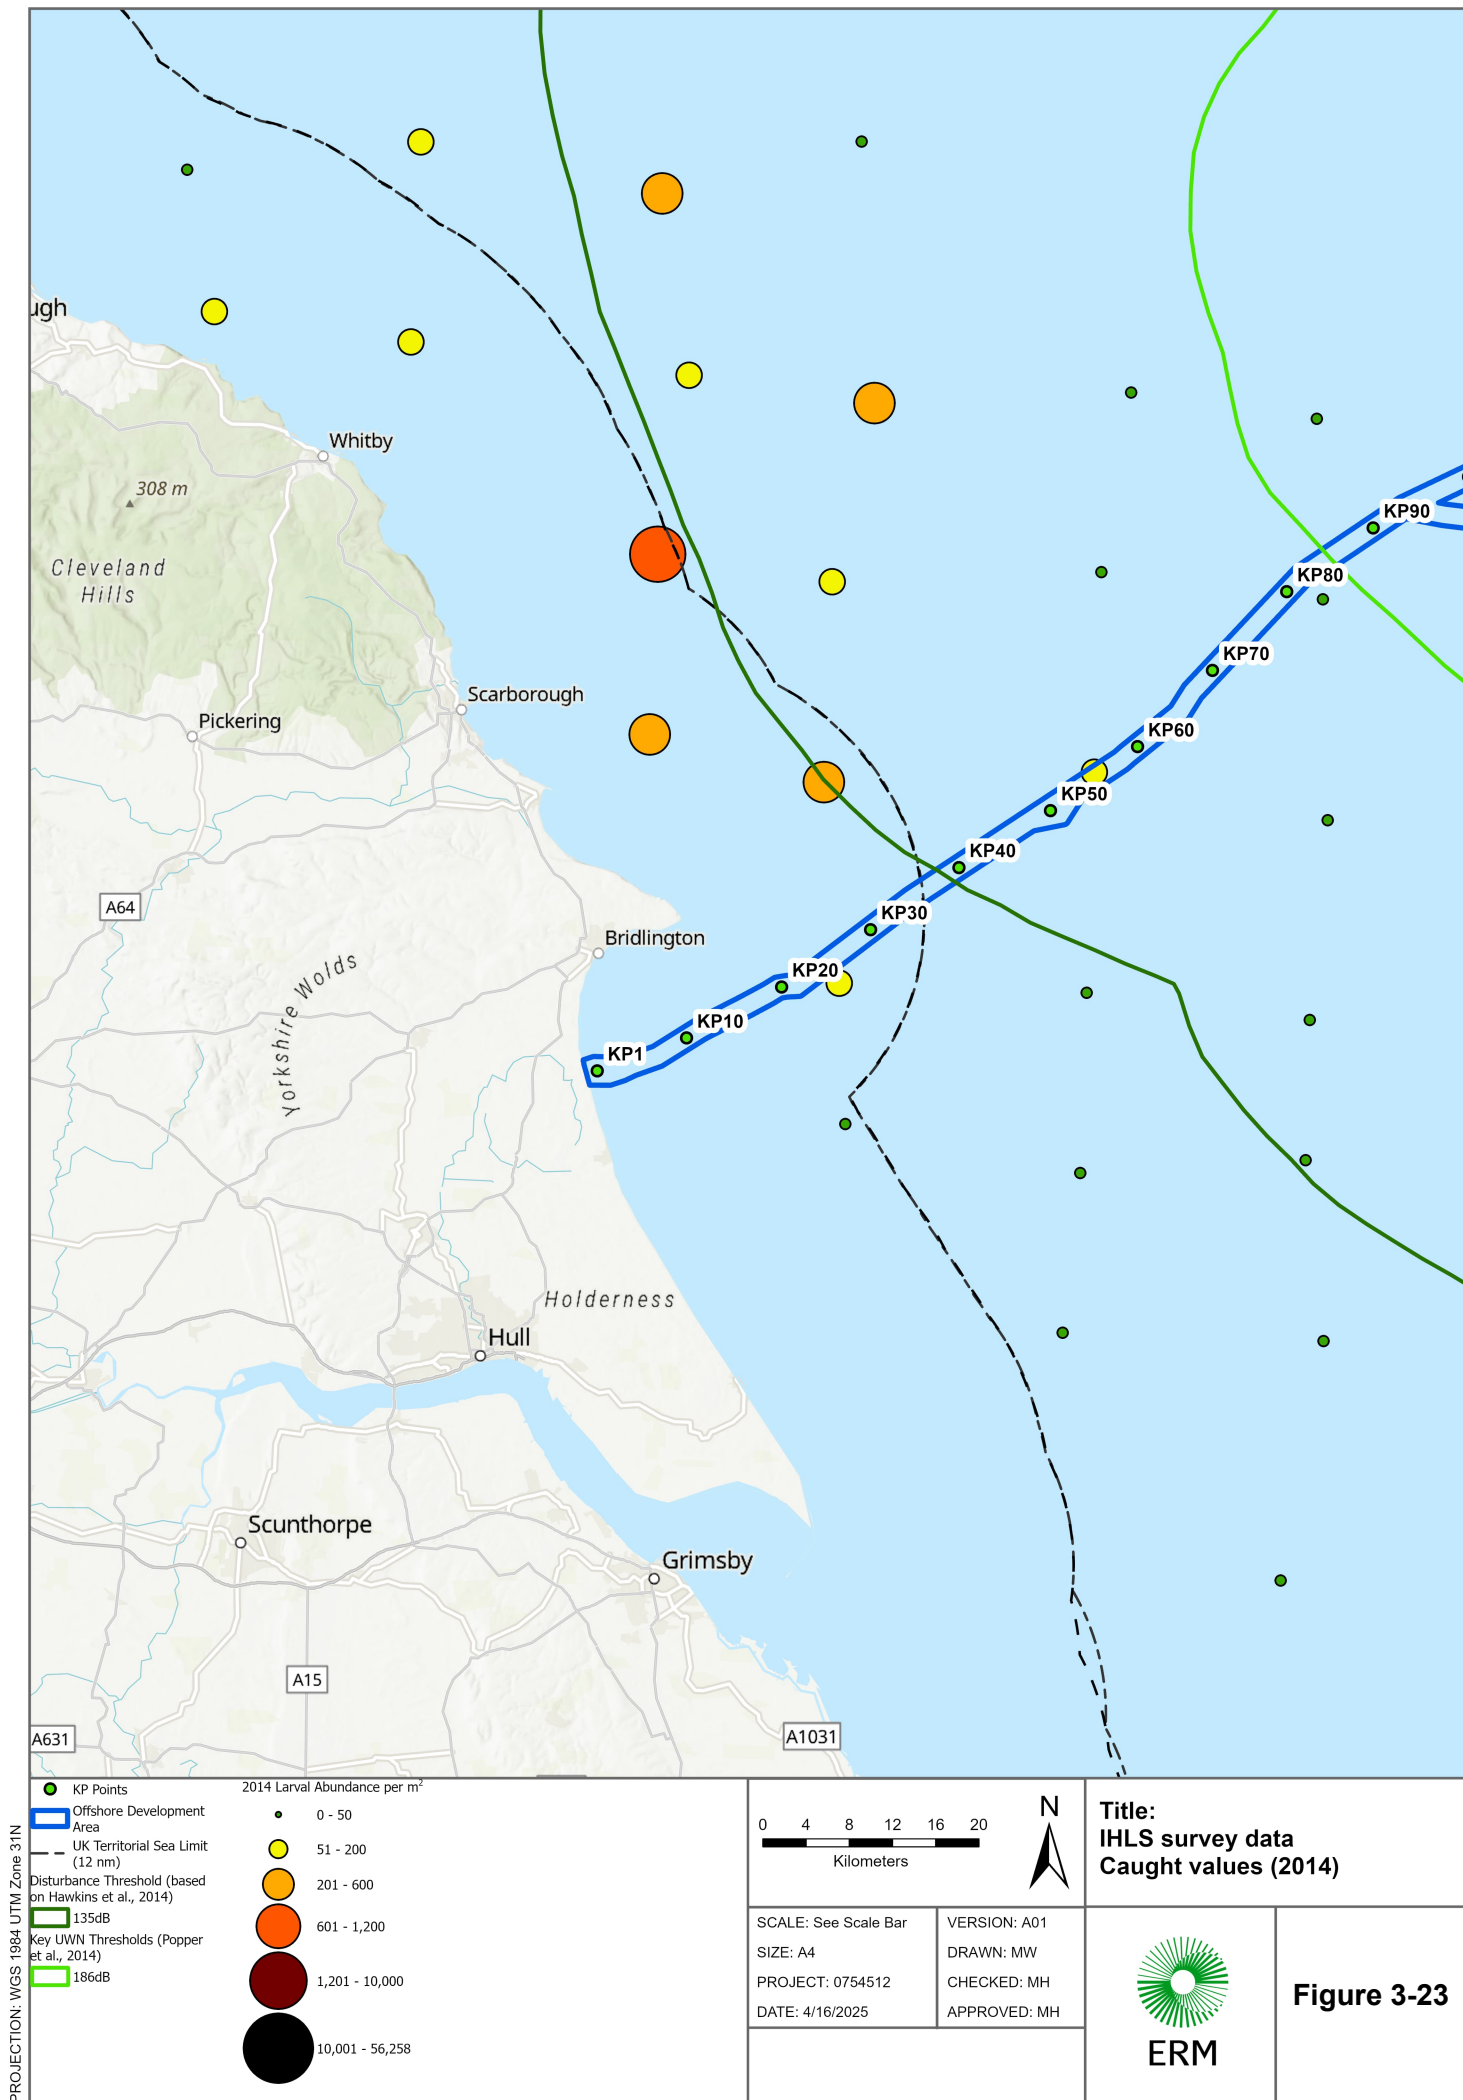 ugh
Whitby
308 m
Cleveland
Hills
KP90
KP80
KP70
Scarborough
Pickering
KP60
KP50
KP40
A64
KP30
Bridlington
KP20
Yorkshire Wolds
KP10
KP1
Holderness
Hull
Scunthorpe
Grimsby
A15
A631
A1031
PROJECTION: WGS 1984 UTM Zone 31N
KP Points
Offshore Development
Area
UK Territorial Sea Limit
(12 nm)
Disturbance Threshold (based
on Hawkins et al., 2014)
135dB
Key UWN Thresholds (Popper
et al., 2014)
186dB
2014 Larval Abundance per m²
0 - 50
51 - 200
201 - 600
601 - 1,200
1,201 - 10,000
10,001 - 56,258
0 4 8 12 16 20
Kilometers
N
Title:
IHLS survey data
Caught values (2014)
SCALE: See Scale Bar
SIZE: A4
PROJECT: 0754512
DATE: 4/16/2025
VERSION: A01
DRAWN: MW
CHECKED: MH
APPROVED: MH
ERM
Figure 3-23